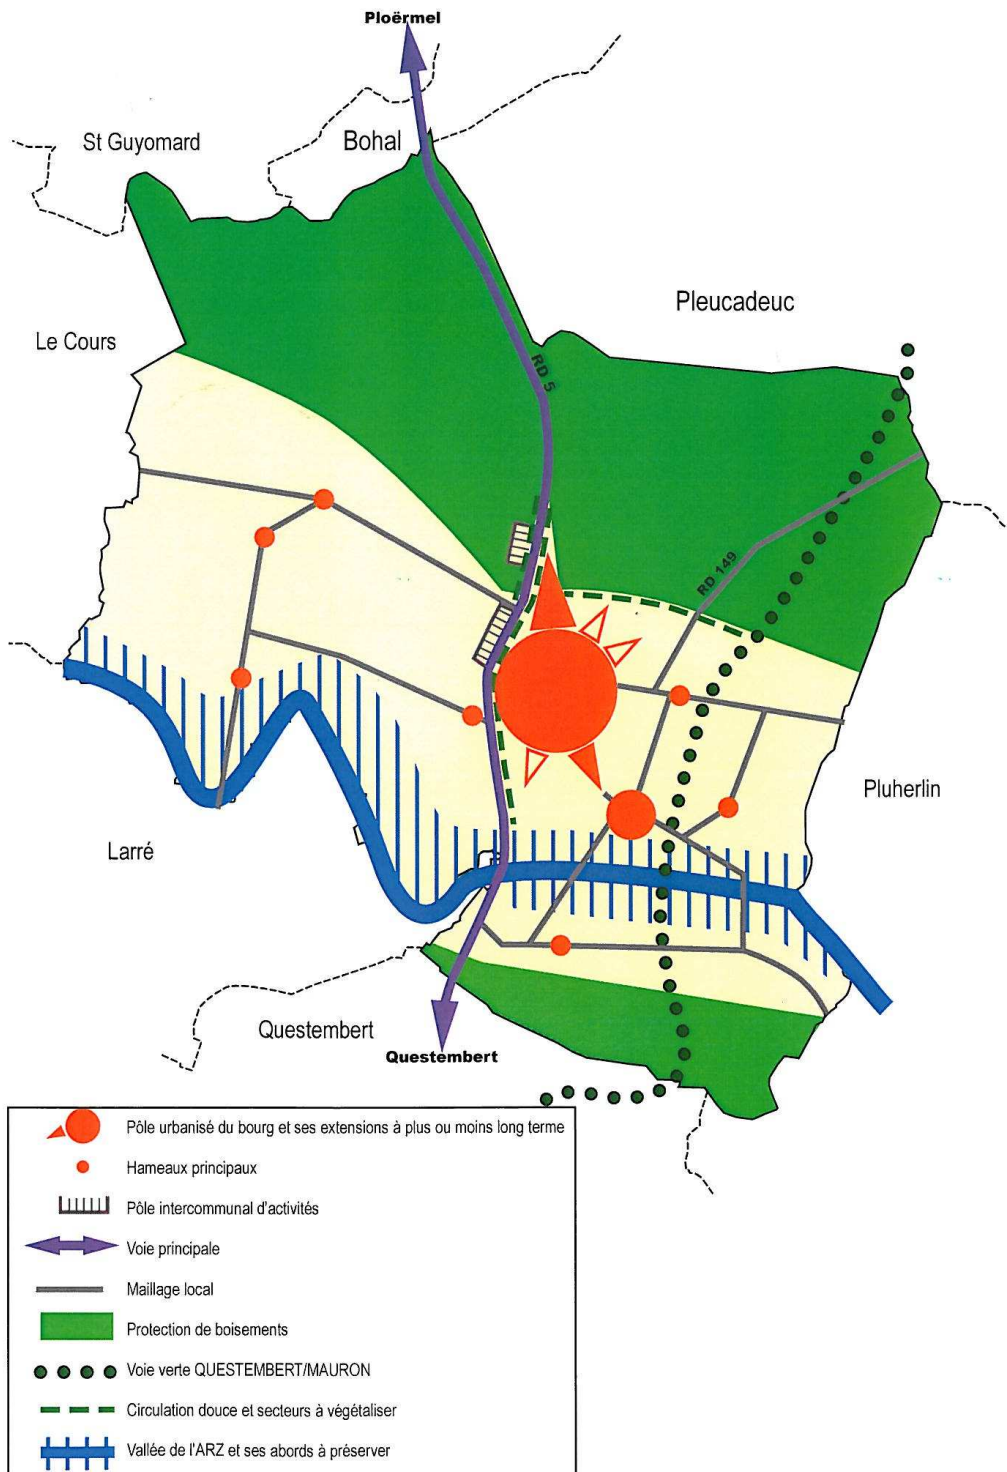 Ploërmel
St Guyomard
Bohal
Pleucadeuc
Le Cours
RD 5
RD 149
Pluherlin
Larré
Questembert
Questembert
Pôle urbanisé du bourg et ses extensions à plus ou moins long terme
Hameaux principaux
Pôle intercommunal d'activités
Voie principale
Maillage local
Protection de boisements
Voie verte QUESTEMBERT/MAURON
Circulation douce et secteurs à végétaliser
Vallée de l'ARZ et ses abords à préserver